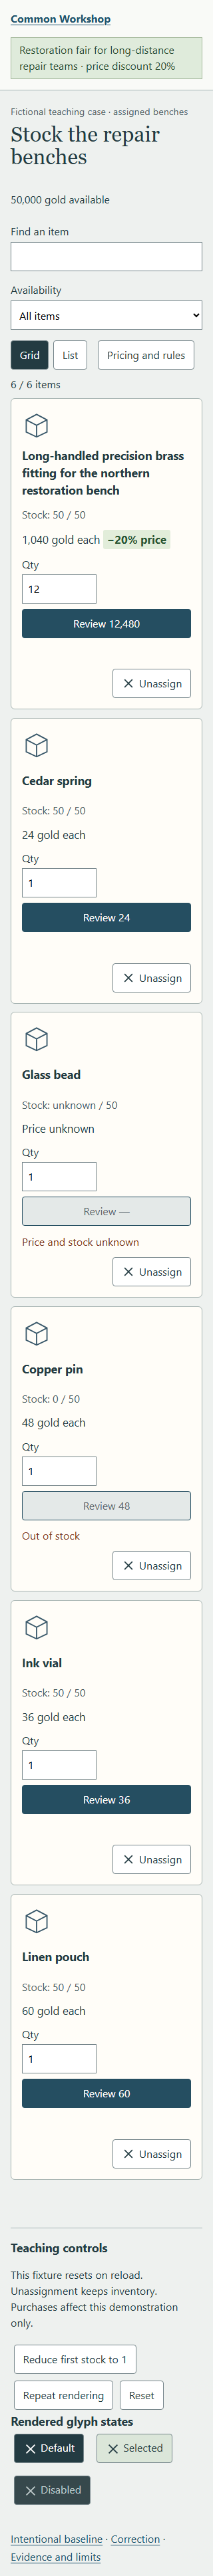 Common Workshop
Restoration fair for long-distance
repair teams · price discount 20%
Fictional teaching case · assigned benches
Stock the repair
benches
50,000 gold available
Find an item
Availability
All items
Grid
List
Pricing and rules
6 / 6 items
Long-handled precision brass
fitting for the northern
restoration bench
Stock: 50 / 50
1,040 gold each −20% price
Qty
12
Review 12,480
Unassign
Cedar spring
Stock: 50 / 50
24 gold each
Qty
1
Review 24
Unassign
Glass bead
Stock: unknown / 50
Price unknown
Qty
1
Review —
Price and stock unknown
Unassign
Copper pin
Stock: 0 / 50
48 gold each
Qty
1
Review 48
Out of stock
Unassign
Ink vial
Stock: 50 / 50
36 gold each
Qty
1
Review 36
Unassign
Linen pouch
Stock: 50 / 50
60 gold each
Qty
1
Review 60
Unassign
Teaching controls
This fixture resets on reload.
Unassignment keeps inventory.
Purchases affect this demonstration
only.
Reduce first stock to 1
Repeat rendering
Reset
Rendered glyph states
Default
Selected
Disabled
Intentional baseline · Correction ·
Evidence and limits